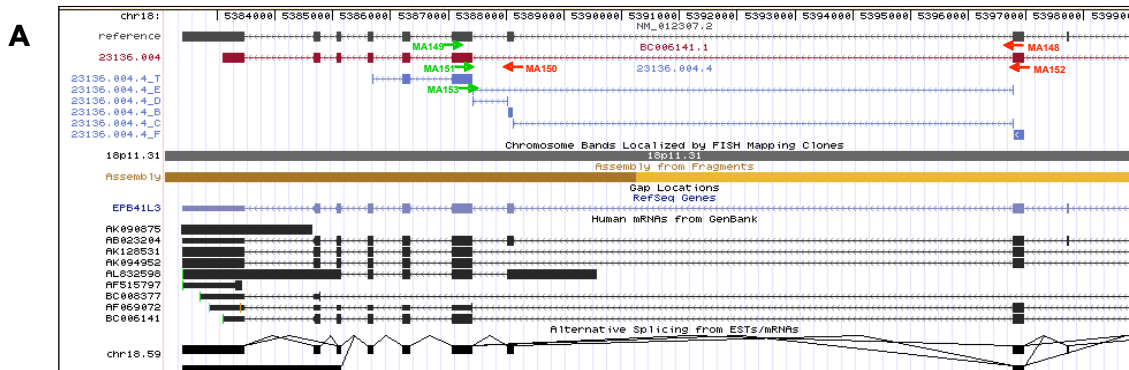 A
chr18: 5384000 5385000 5386000 5387000 5388000 5389000 5390000 5391000 5392000 5393000 5394000 5395000 5396000 5397000 5398000
NM_012307.2
reference
MA149 MA148
BC006141.1
23136.004
MA151 MA150 23136.004.4 MA152
23136.004.4_T
23136.004.4_E MA153
23136.004.4_D
23136.004.4_B
23136.004.4_C
23136.004.4_F
Chromosome Bands Localized by FISH Mapping Clones
18p11.31 18p11.31
Assembly from Fragments
Assembly
Gap Locations
RefSeq Genes
EPB41L3
Human mRNAs from GenBank
AK090875
AB023204
AK128531
AK094952
AL832598
AF515797
BC008377
AF069072
BC006141
Alternative Splicing from ESTs/mRNAs
chr18.59